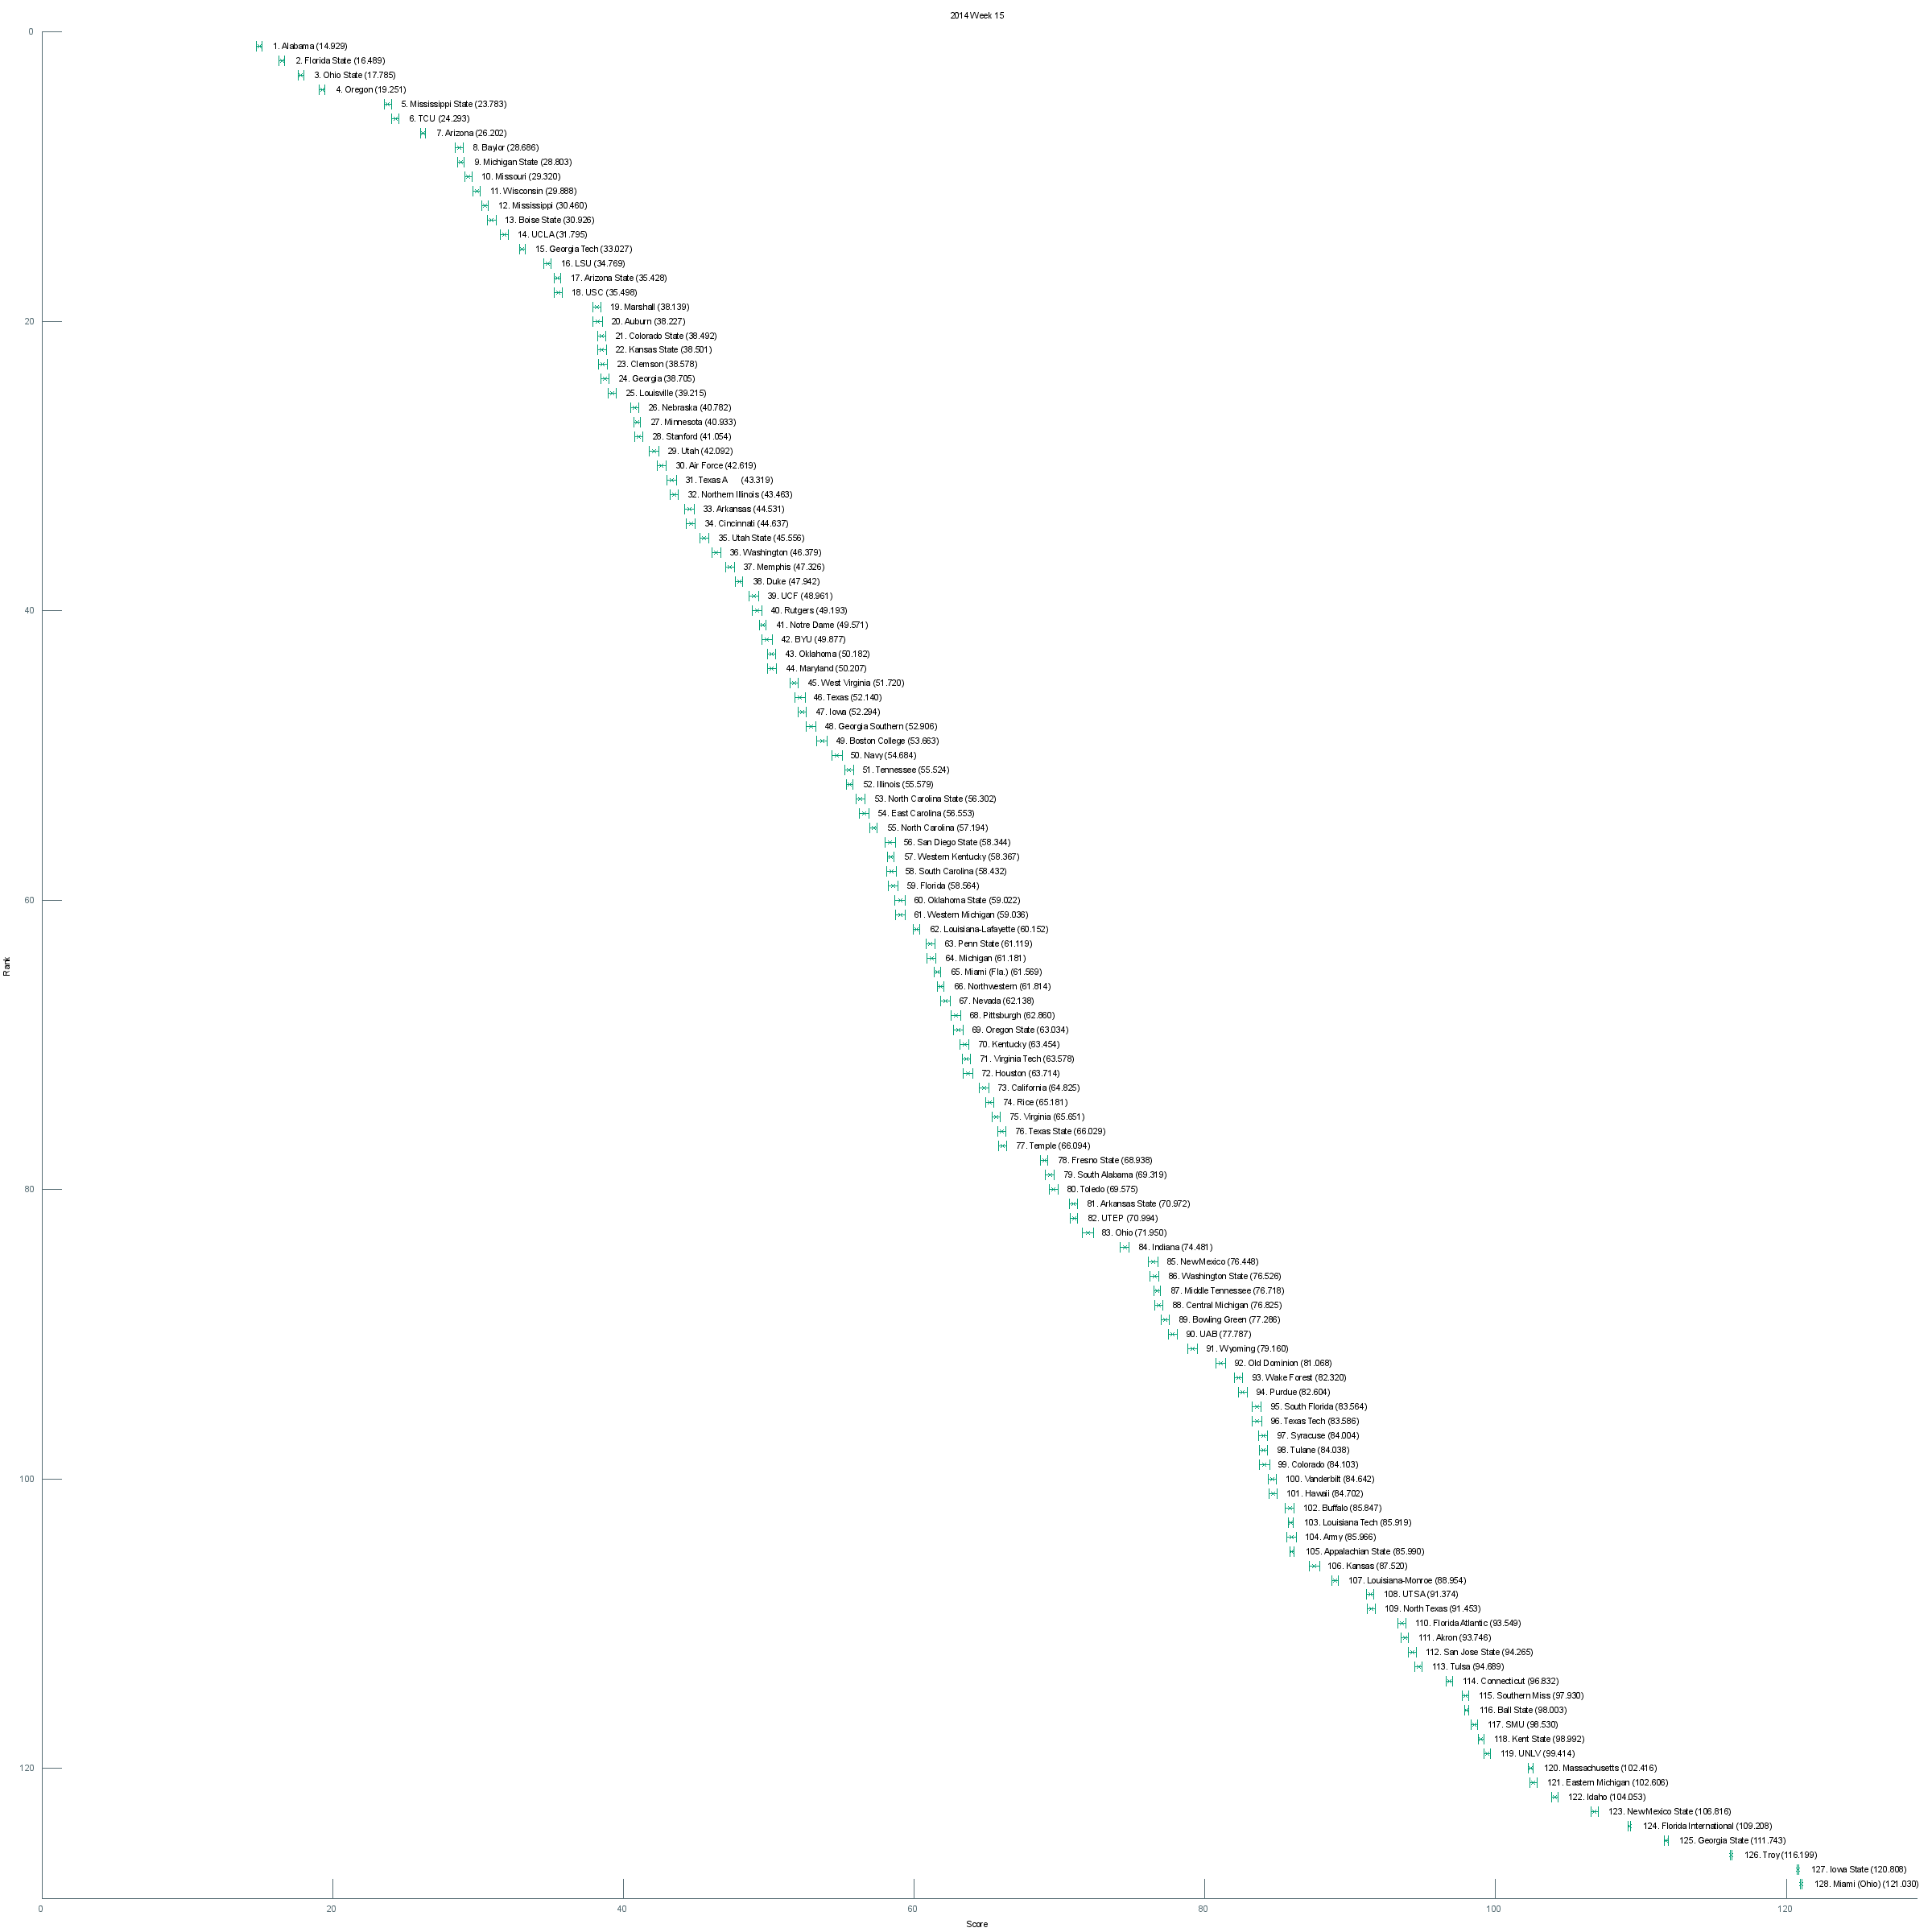 2014 Week 15
0
1. Alabama (14.929)
2. Florida State (16.489)
3. Ohio State (17.785)
4. Oregon (19.251)
5. Mississippi State (23.783)
6. TCU (24.293)
7. Arizona (26.202)
8. Baylor (28.686)
9. Michigan State (28.803)
10. Missouri (29.320)
11. Wisconsin (29.888)
12. Mississippi (30.460)
13. Boise State (30.926)
14. UCLA (31.795)
15. Georgia Tech (33.027)
16. LSU (34.769)
17. Arizona State (35.428)
18. USC (35.498)
19. Marshall (38.139)
20
20. Auburn (38.227)
21. Colorado State (38.492)
22. Kansas State (38.501)
23. Clemson (38.578)
24. Georgia (38.705)
25. Louisville (39.215)
26. Nebraska (40.782)
27. Minnesota (40.933)
28. Stanford (41.054)
29. Utah (42.092)
30. Air Force (42.619)
31. Texas A (43.319)
32. Northern Illinois (43.463)
33. Arkansas (44.531)
34. Cincinnati (44.637)
35. Utah State (45.556)
36. Washington (46.379)
37. Memphis (47.326)
38. Duke (47.942)
39. UCF (48.961)
40
40. Rutgers (49.193)
41. Notre Dame (49.571)
42. BYU (49.877)
43. Oklahoma (50.182)
44. Maryland (50.207)
45. West Virginia (51.720)
46. Texas (52.140)
47. Iowa (52.294)
48. Georgia Southern (52.906)
49. Boston College (53.663)
50. Navy (54.684)
51. Tennessee (55.524)
52. Illinois (55.579)
53. North Carolina State (56.302)
54. East Carolina (56.553)
55. North Carolina (57.194)
56. San Diego State (58.344)
57. Western Kentucky (58.367)
58. South Carolina (58.432)
59. Florida (58.564)
60
60. Oklahoma State (59.022)
61. Western Michigan (59.036)
62. Louisiana-Lafayette (60.152)
63. Penn State (61.119)
64. Michigan (61.181)
Rank
65. Miami (Fla.) (61.569)
66. Northwestern (61.814)
67. Nevada (62.138)
68. Pittsburgh (62.860)
69. Oregon State (63.034)
70. Kentucky (63.454)
71. Virginia Tech (63.578)
72. Houston (63.714)
73. California (64.825)
74. Rice (65.181)
75. Virginia (65.651)
76. Texas State (66.029)
77. Temple (66.094)
78. Fresno State (68.938)
79. South Alabama (69.319)
80
80. Toledo (69.575)
81. Arkansas State (70.972)
82. UTEP (70.994)
83. Ohio (71.950)
84. Indiana (74.481)
85. New Mexico (76.448)
86. Washington State (76.526)
87. Middle Tennessee (76.718)
88. Central Michigan (76.825)
89. Bowling Green (77.286)
90. UAB (77.787)
91. Wyoming (79.160)
92. Old Dominion (81.068)
93. Wake Forest (82.320)
94. Purdue (82.604)
95. South Florida (83.564)
96. Texas Tech (83.586)
97. Syracuse (84.004)
98. Tulane (84.038)
99. Colorado (84.103)
100
100. Vanderbilt (84.642)
101. Hawaii (84.702)
102. Buffalo (85.847)
103. Louisiana Tech (85.919)
104. Army (85.966)
105. Appalachian State (85.990)
106. Kansas (87.520)
107. Louisiana-Monroe (88.954)
108. UTSA (91.374)
109. North Texas (91.453)
110. Florida Atlantic (93.549)
111. Akron (93.746)
112. San Jose State (94.265)
113. Tulsa (94.689)
114. Connecticut (96.832)
115. Southern Miss (97.930)
116. Ball State (98.003)
117. SMU (98.530)
118. Kent State (98.992)
119. UNLV (99.414)
120
120. Massachusetts (102.416)
121. Eastern Michigan (102.606)
122. Idaho (104.053)
123. New Mexico State (106.816)
124. Florida International (109.208)
125. Georgia State (111.743)
126. Troy (116.199)
127. Iowa State (120.808)
128. Miami (Ohio) (121.030)
0 20 40 60 80 100 120
Score